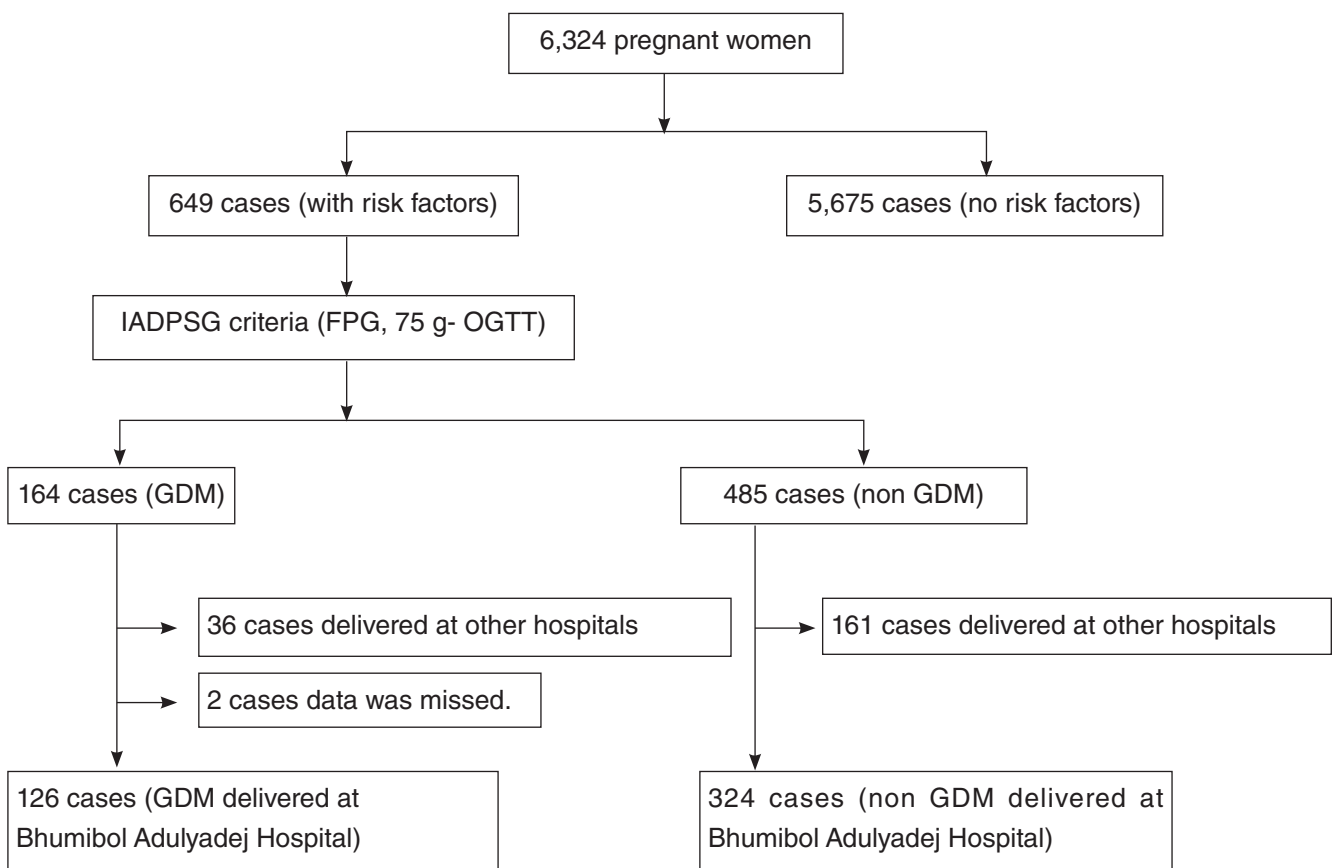 6,324 pregnant women
649 cases (with risk factors)
5,675 cases (no risk factors)
IADPSG criteria (FPG, 75 g- OGTT)
164 cases (GDM)
485 cases (non GDM)
36 cases delivered at other hospitals
161 cases delivered at other hospitals
2 cases data was missed.
126 cases (GDM delivered at
Bhumibol Adulyadej Hospital)
324 cases (non GDM delivered at
Bhumibol Adulyadej Hospital)